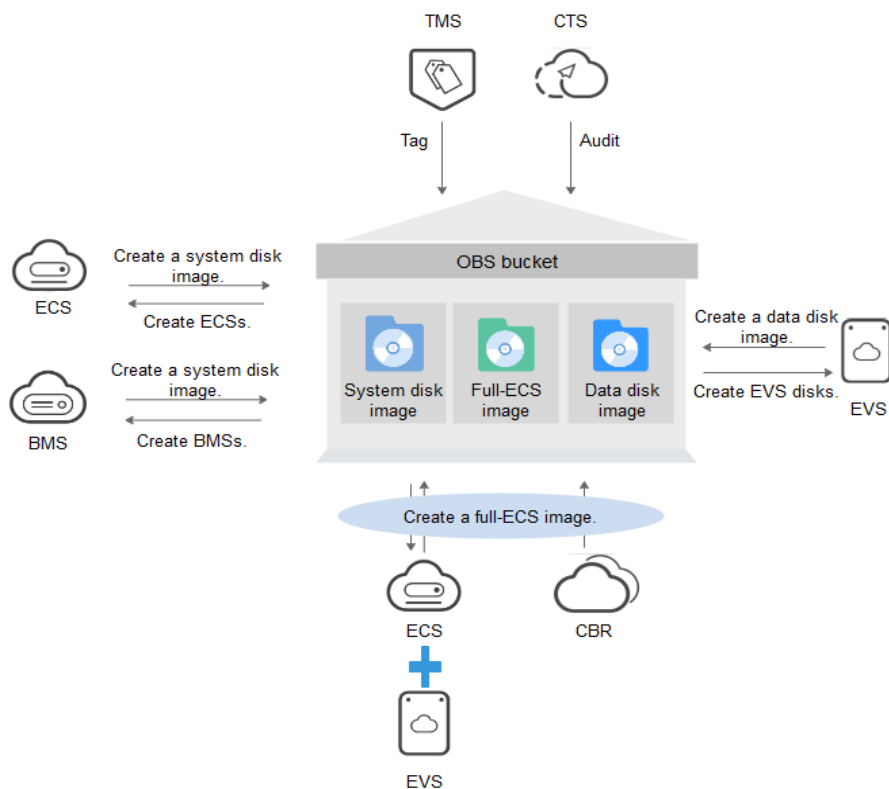 TMS
CTS
Tag
Audit
Create a system disk
image.
ECS
Create ECSs.
OBS bucket
Create a system disk
image.
BMS
Create BMSs.
System disk
image
Full-ECS
image
Data disk
image
Create a data disk
image.
Create EVS disks.
EVS
Create a full-ECS image.
ECS
CBR
EVS